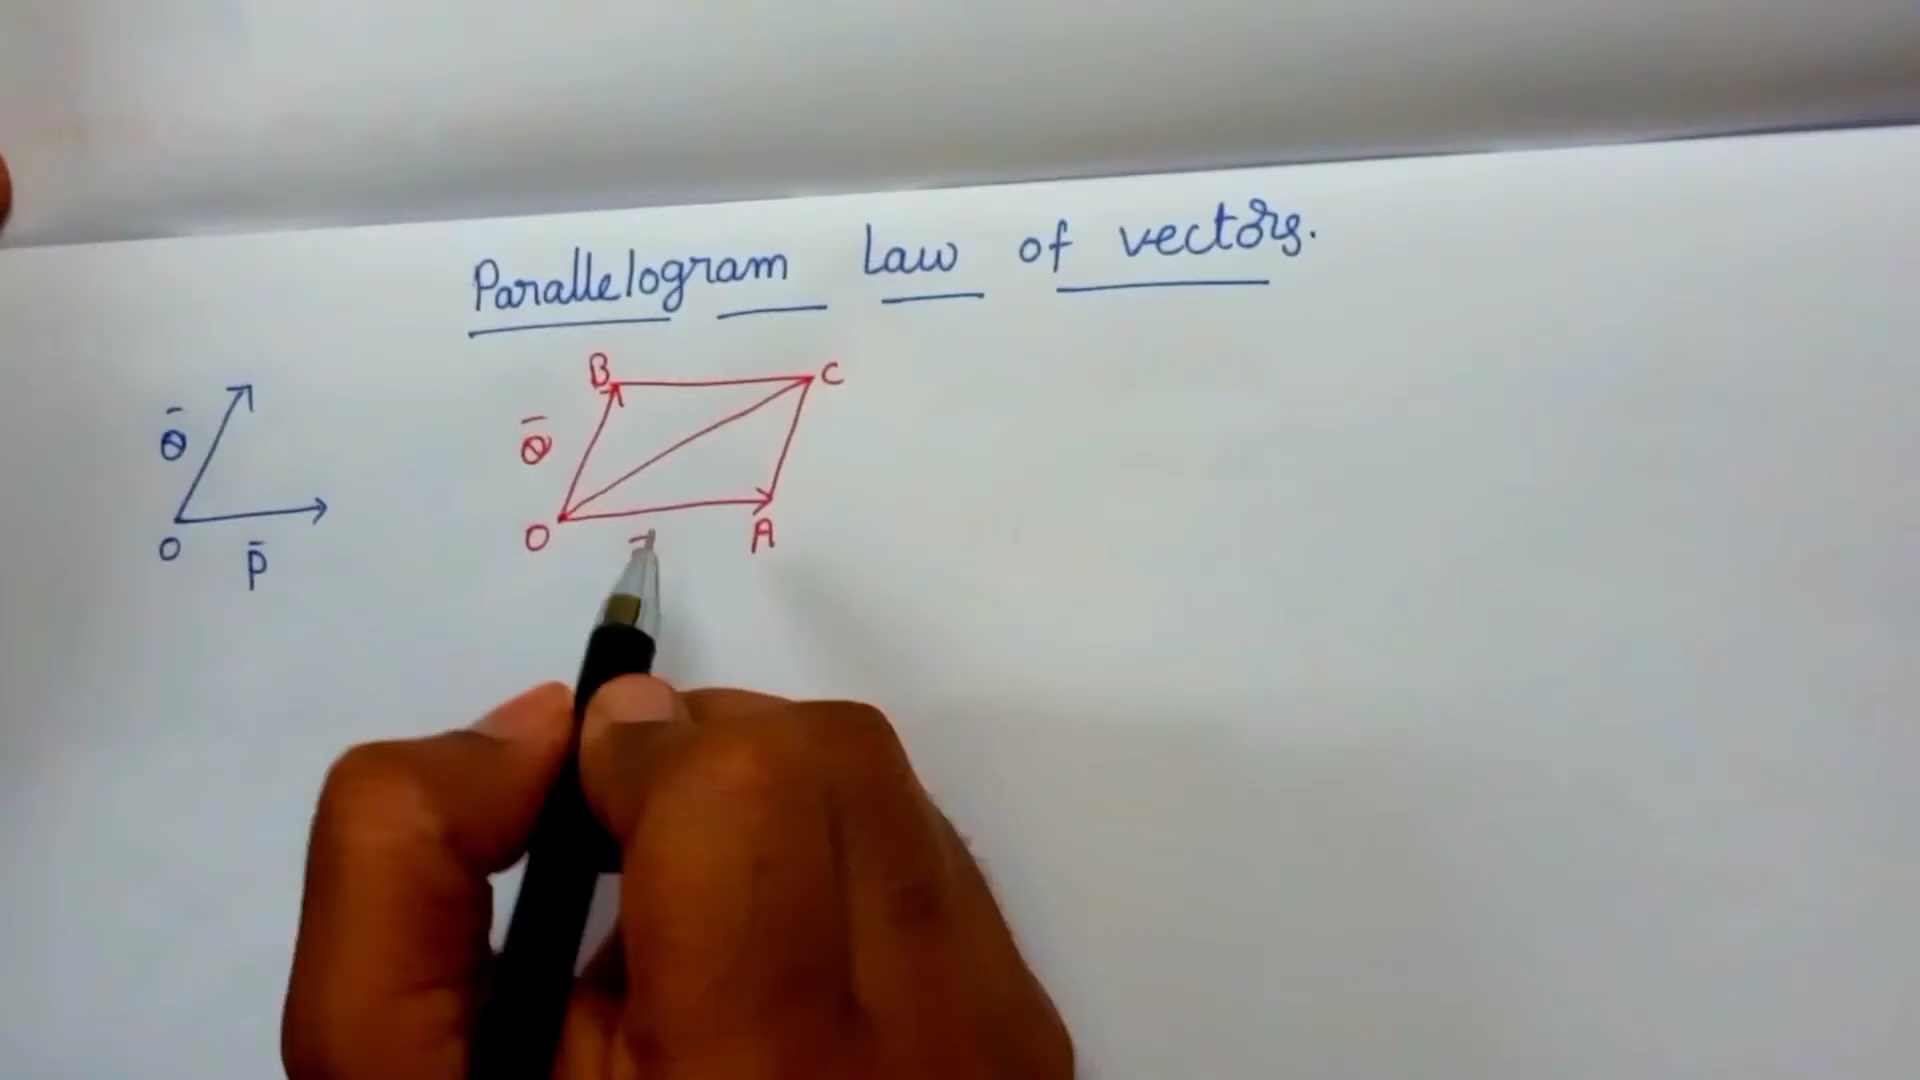 Parallelogram Law of vectors.
B C
Q̄ Q̄
O A
O P̄